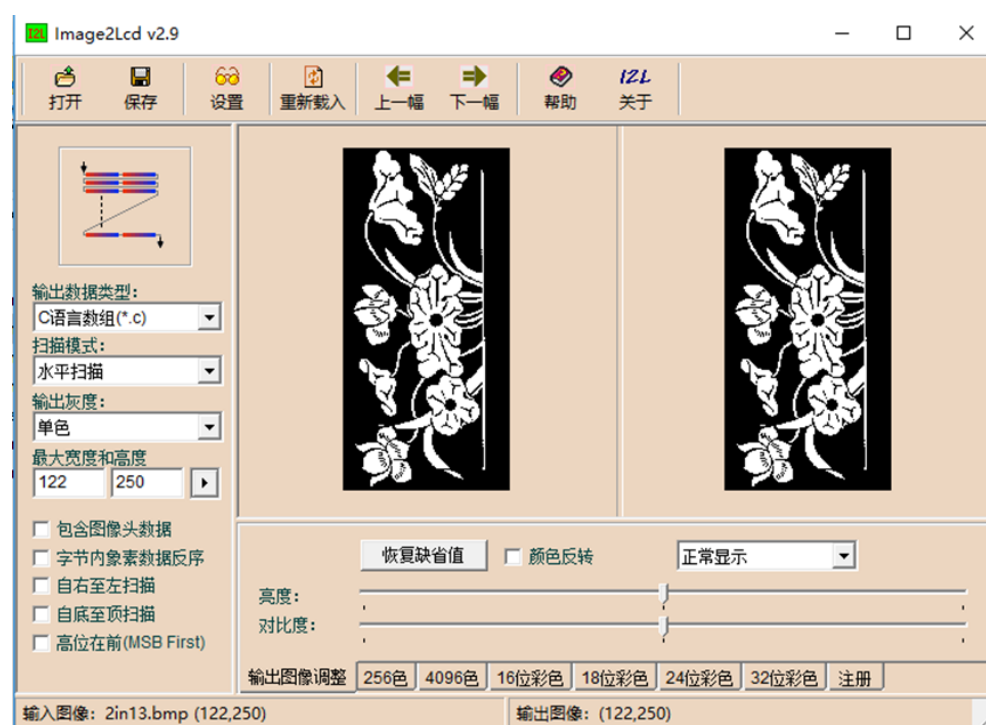 I2L Image2Lcd v2.9
I2L
打开 保存 设置 重新载入 上一幅 下一幅 帮助 关于
输出数据类型:
C语言数组(*.c)
扫描模式:
水平扫描
输出灰度:
单色
最大宽度和高度
122 250
包含图像头数据
字节内象素数据反序
自右至左扫描
自底至顶扫描
高位在前(MSB First)
恢复缺省值 颜色反转 正常显示
亮度:
对比度:
输出图像调整 256色 4096色 16位彩色 18位彩色 24位彩色 32位彩色 注册
输入图像: 2in13.bmp (122,250) 输出图像: (122,250)